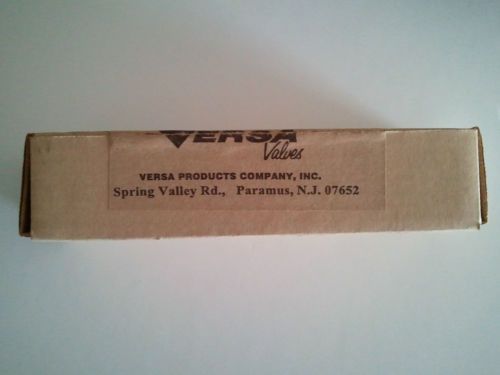 VERSA
Valves
VERSA PRODUCTS COMPANY, INC.
Spring Valley Rd., Paramus, N.J. 07652